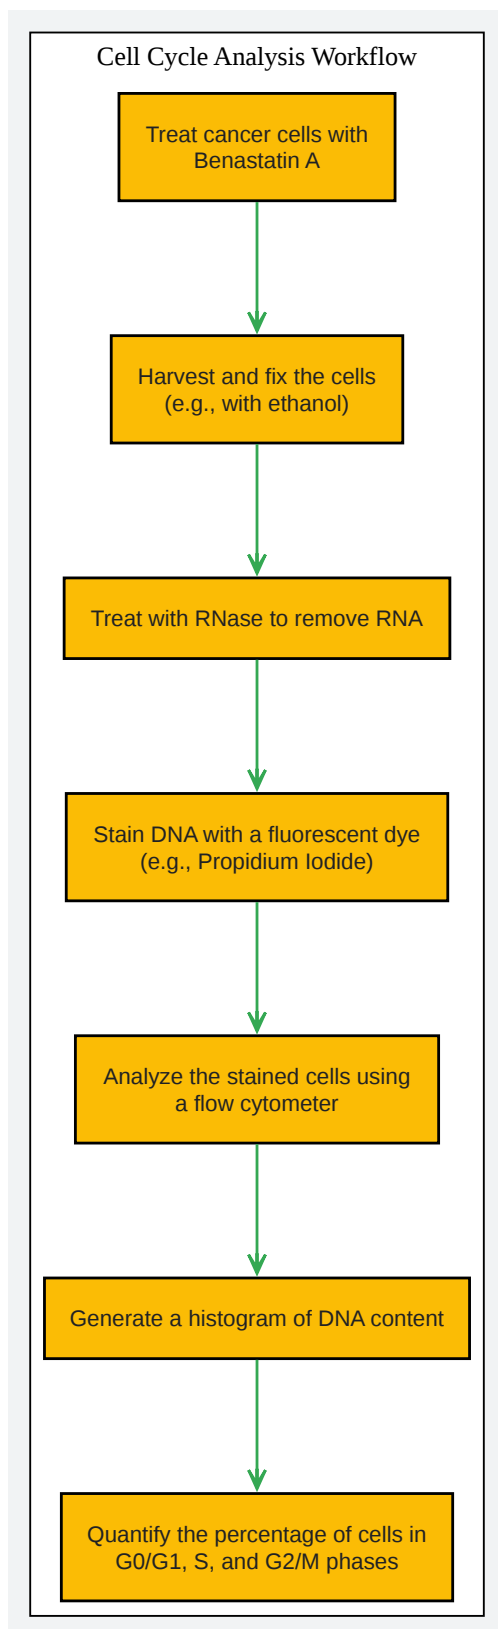 Cell Cycle Analysis Workflow
Treat cancer cells with
Benastatin A
Harvest and fix the cells
(e.g., with ethanol)
Treat with RNase to remove RNA
Stain DNA with a fluorescent dye
(e.g., Propidium Iodide)
Analyze the stained cells using
a flow cytometer
Generate a histogram of DNA content
Quantify the percentage of cells in
G0/G1, S, and G2/M phases